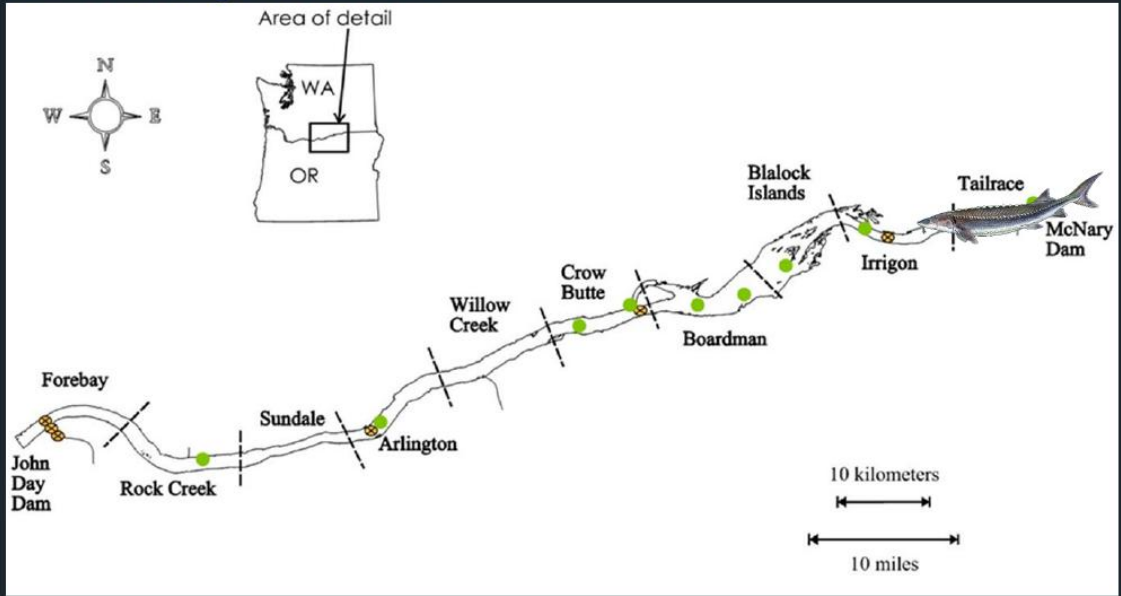 Area of detail
N
W
E
S
WA
OR
Blalock
Islands
Tailrace
McNary
Dam
Irrigon
Crow
Butte
Willow
Creek
Boardman
Forebay
Sundale
Arlington
John
Day
Dam
Rock Creek
10 kilometers
10 miles